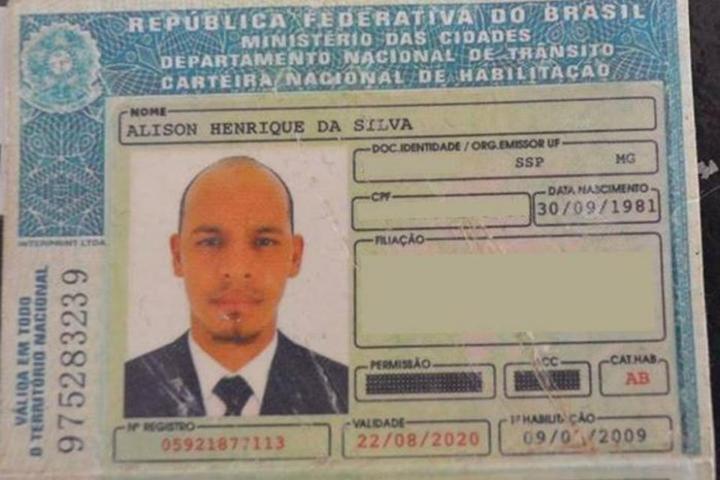 REPÚBLICA FEDERATIVA DO BRASIL
MINISTÉRIO DAS CIDADES
DEPARTAMENTO NACIONAL DE TRÂNSITO
CARTEIRA NACIONAL DE HABILITAÇÃO
NOME
ALISON HENRIQUE DA SILVA
DOC. IDENTIDADE / ORG. EMISSOR UF
SSP MG
CPF
DATA NASCIMENTO
30/09/1981
FILIAÇÃO
PERMISSÃO
ACC
CAT. HAB.
AB
Nº REGISTRO
05921877113
VALIDADE
22/08/2020
1ª HABILITAÇÃO
/2009
INTERPRINT LTDA
VÁLIDA EM TODO
O TERRITÓRIO NACIONAL
975283239